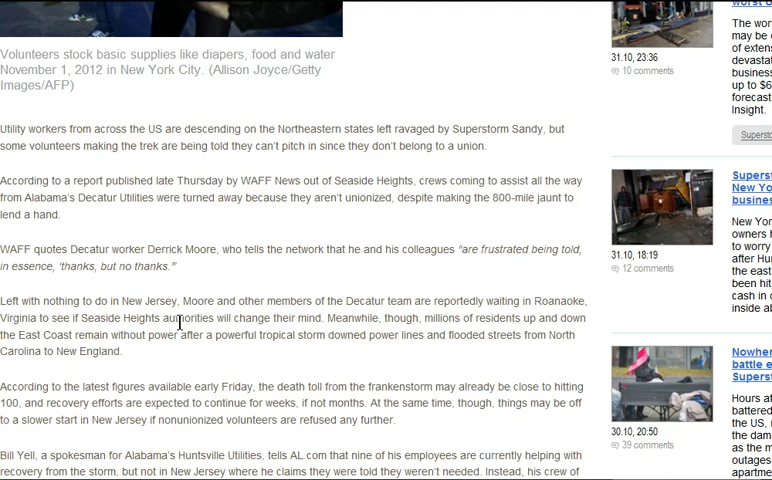 Volunteers stock basic supplies like diapers, food and water
November 1, 2012 in New York City. (Allison Joyce/Getty
Images/AFP)
Utility workers from across the US are descending on the Northeastern states left ravaged by Superstorm Sandy, but
some volunteers making the trek are being told they can't pitch in since they don't belong to a union.
According to a report published late Thursday by WAFF News out of Seaside Heights, crews coming to assist all the way
from Alabama's Decatur Utilities were turned away because they aren't unionized, despite making the 800-mile jaunt to
lend a hand.
WAFF quotes Decatur worker Derrick Moore, who tells the network that he and his colleagues “are frustrated being told,
in essence, ‘thanks, but no thanks.’”
Left with nothing to do in New Jersey, Moore and other members of the Decatur team are reportedly waiting in Roanaoke,
Virginia to see if Seaside Heights authorities will change their mind. Meanwhile, though, millions of residents up and down
the East Coast remain without power after a powerful tropical storm downed power lines and flooded streets from North
Carolina to New England.
According to the latest figures available early Friday, the death toll from the frankenstorm may already be close to hitting
100, and recovery efforts are expected to continue for weeks, if not months. At the same time, though, things may be off
to a slower start in New Jersey if nonunionized volunteers are refused any further.
Bill Yell, a spokesman for Alabama's Huntsville Utilities, tells AL.com that nine of his employees are currently helping with
recovery from the storm, but not in New Jersey where he claims they were told they weren't needed. Instead, his crew of
31.10, 23:36
10 comments
worst o
The wor
may be
of exten
devasta
busines
up to $6
forecast
Insight.
Supersto
31.10, 18:19
12 comments
Superst
New Yo
busines
New Yor
owners h
to worry
after Hur
the east
been hit
cash in
inside ab
30.10, 20:50
39 comments
Nowher
battle e
Superst
Hours af
battered
the US, r
the dam
as the m
outages
apartme